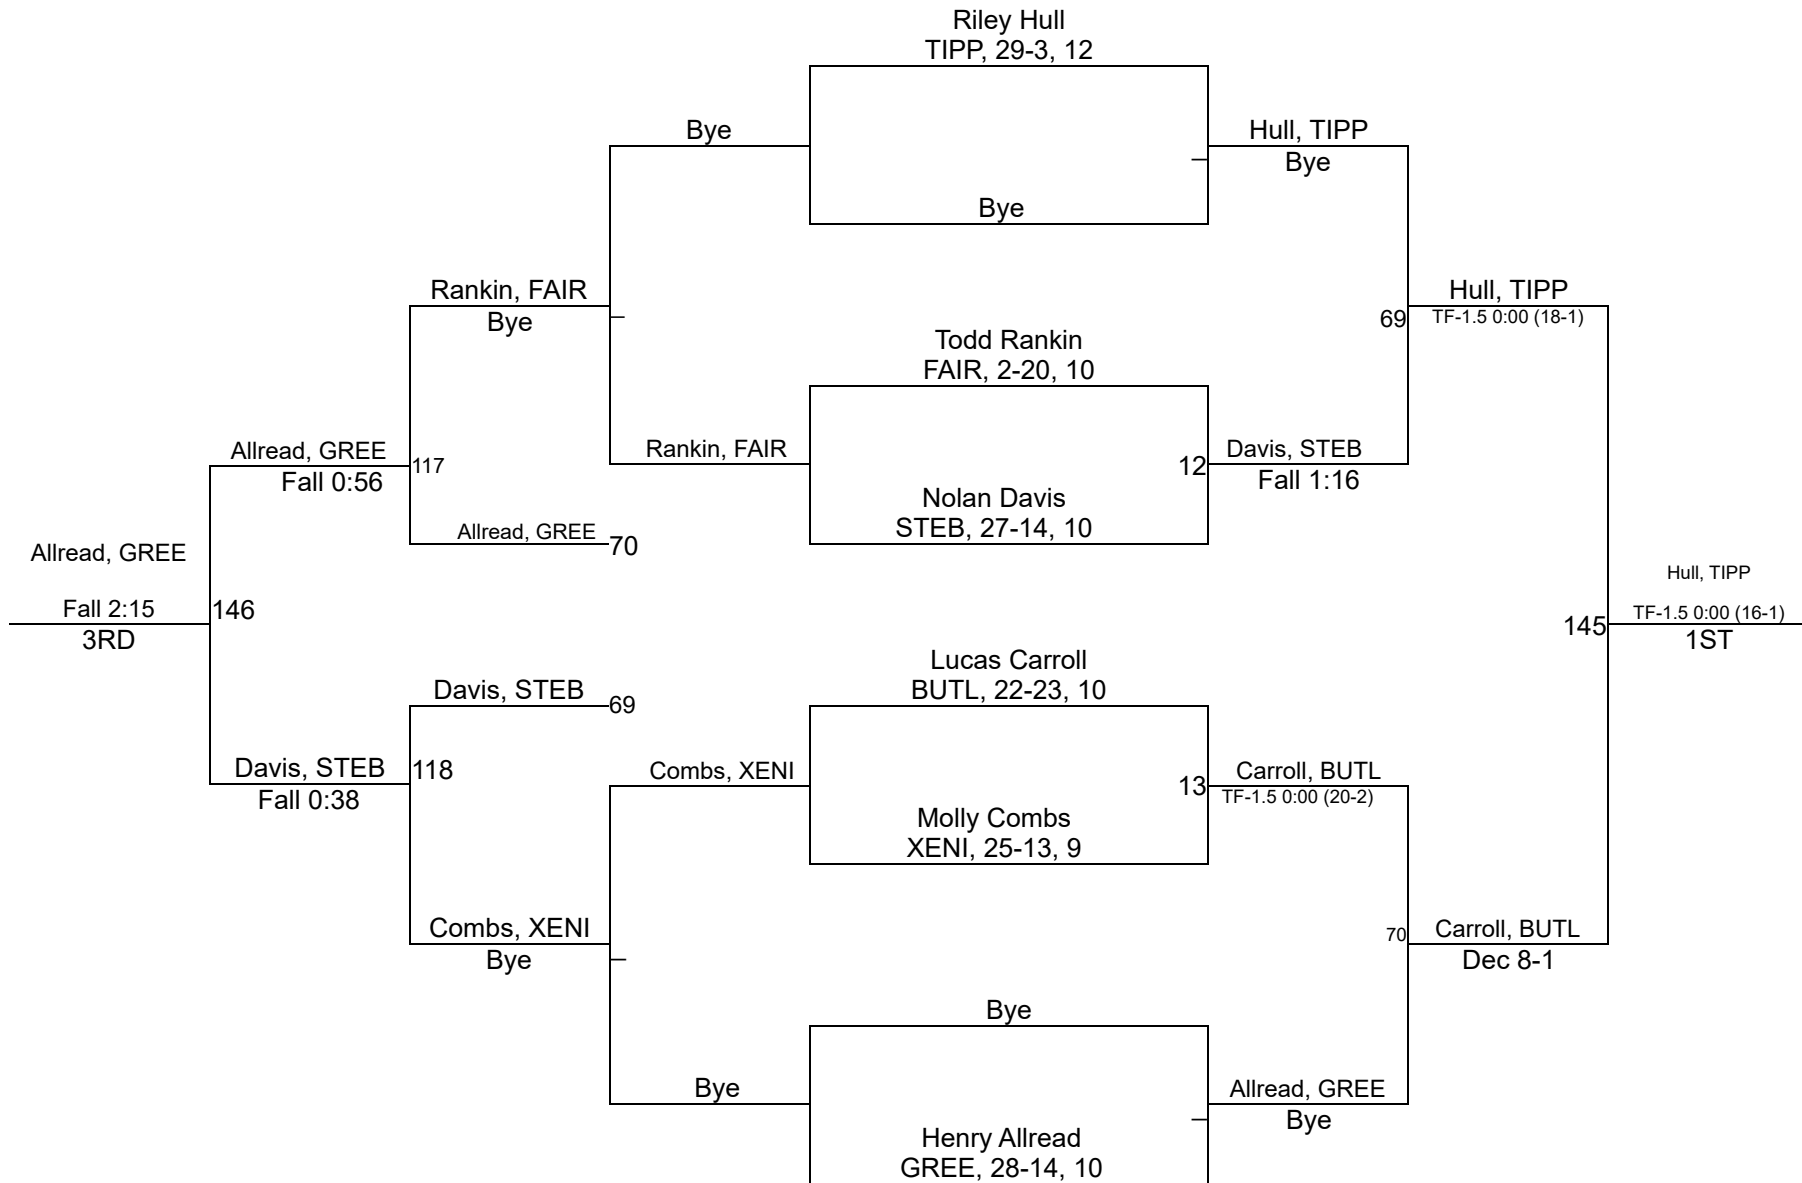 Riley Hull
TIPP, 29-3, 12
Bye
Hull, TIPP
Bye
Bye
Rankin, FAIR
Bye
Hull, TIPP
69
TF-1.5 0:00 (18-1)
Todd Rankin
FAIR, 2-20, 10
Allread, GREE
117
Fall 0:56
Rankin, FAIR
12
Davis, STEB
Fall 1:16
Nolan Davis
STEB, 27-14, 10
Allread, GREE
70
Allread, GREE
Fall 2:15
146
3RD
Hull, TIPP
TF-1.5 0:00 (16-1)
145
1ST
Lucas Carroll
BUTL, 22-23, 10
Davis, STEB
69
Davis, STEB
118
Fall 0:38
Combs, XENI
13
Carroll, BUTL
TF-1.5 0:00 (20-2)
Molly Combs
XENI, 25-13, 9
Combs, XENI
Bye
70
Carroll, BUTL
Dec 8-1
Bye
Bye
Allread, GREE
Bye
Henry Allread
GREE, 28-14, 10